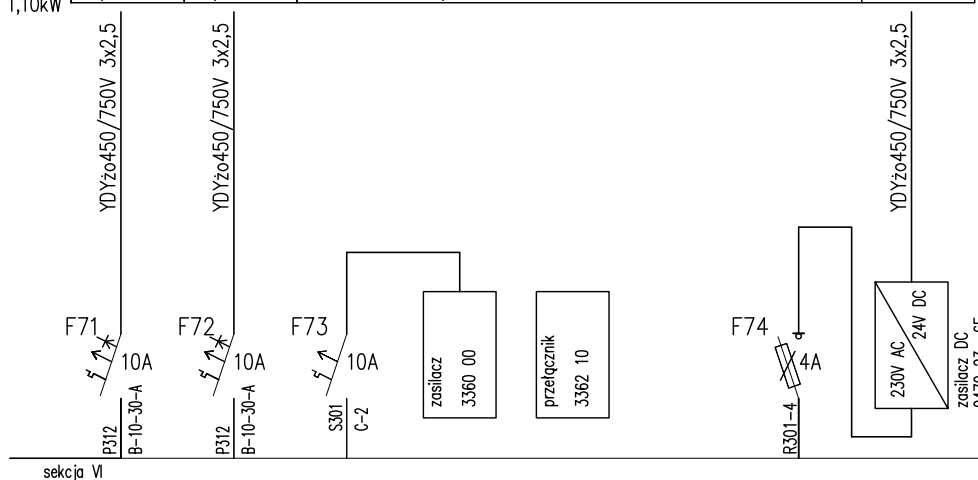 1,10kW
YDYżo450/750V 3x2,5
YDYżo450/750V 3x2,5
YDYżo450/750V 3x2,5
F71
10A
P312
B-10-30-A
F72
10A
P312
B-10-30-A
F73
10A
S301
C-2
zasilacz
3360 00
przełącznik
3362 10
F74
4A
R301-4
230V AC
24V DC
zasilacz DC
sekcja VI